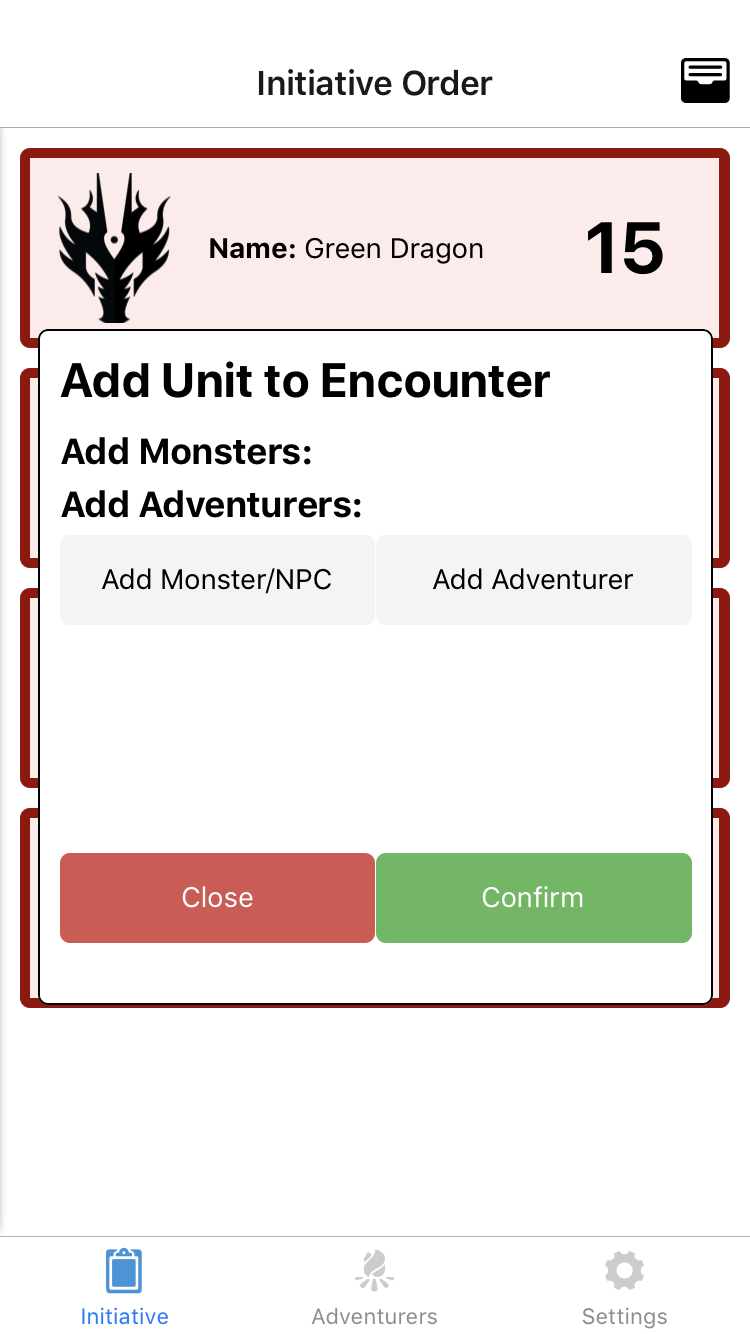 Initiative Order
Name: Green Dragon
15
Add Unit to Encounter
Add Monsters:
Add Adventurers:
Add Monster/NPC
Add Adventurer
Close
Confirm
Initiative
Adventurers
Settings